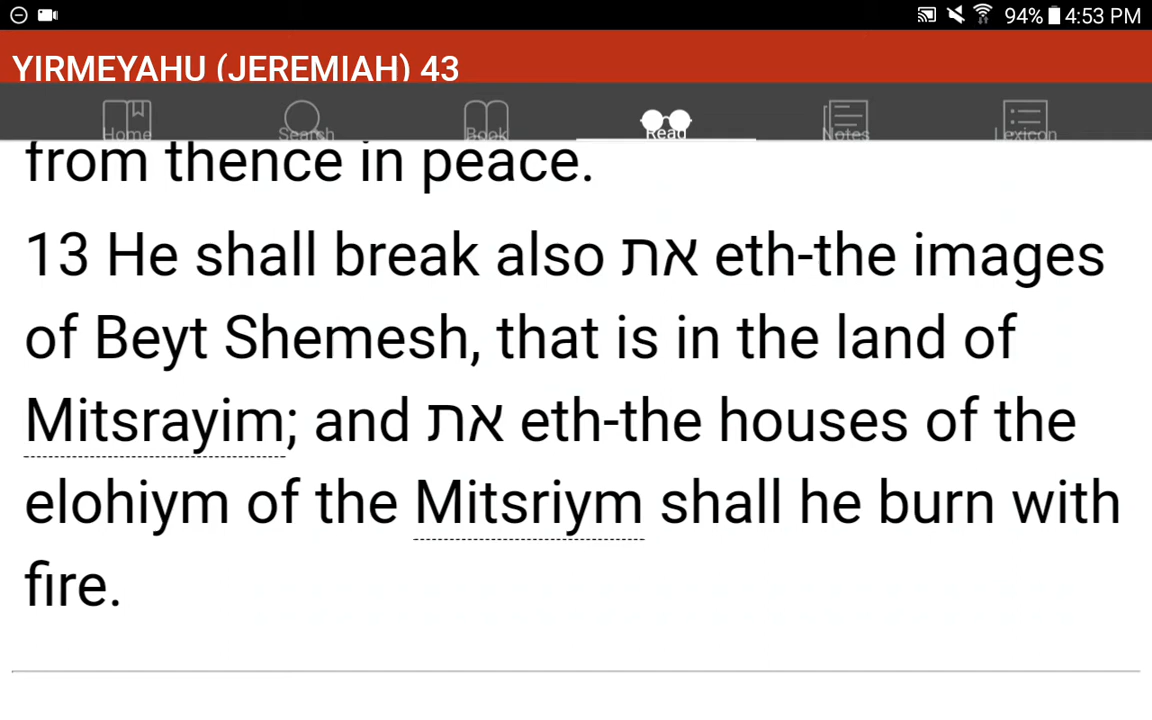 94% 4:53 PM
YIRMEYAHU (JEREMIAH) 43
Home Search Book Read Notes Lexicon
from thence in peace.
13 He shall break also את eth-the images
of Beyt Shemesh, that is in the land of
Mitsrayim; and את eth-the houses of the
elohiym of the Mitsriym shall he burn with
fire.